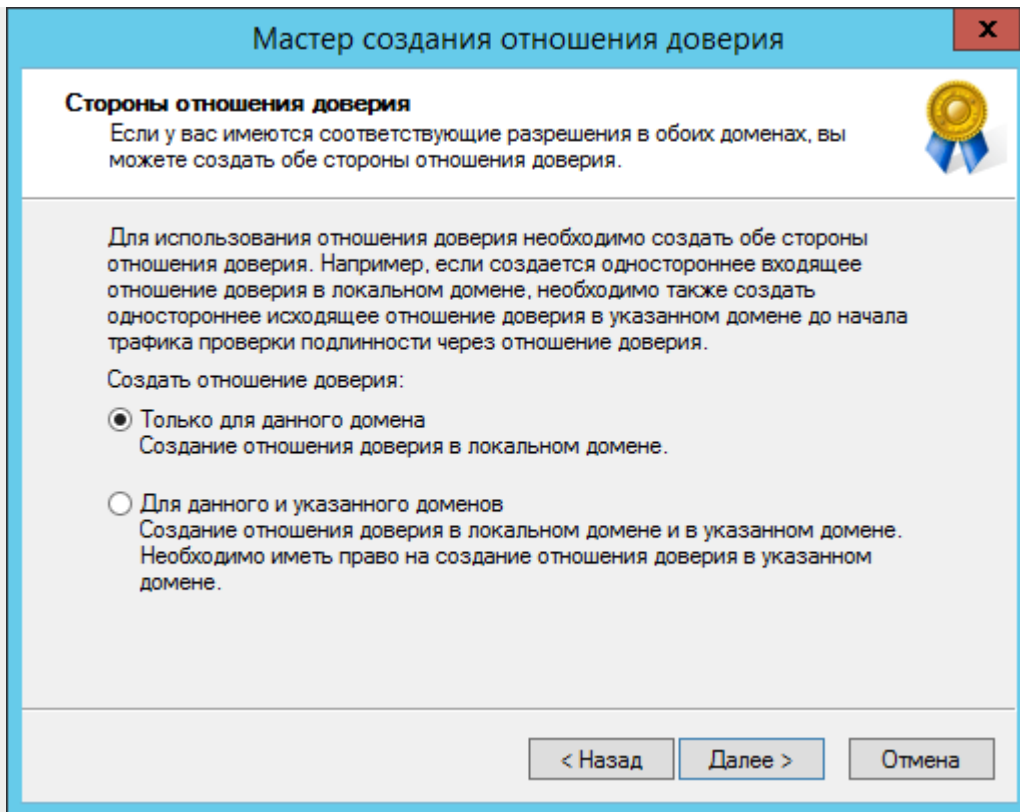 Мастер создания отношения доверия
x
Стороны отношения доверия
Если у вас имеются соответствующие разрешения в обоих доменах, вы
можете создать обе стороны отношения доверия.
Для использования отношения доверия необходимо создать обе стороны
отношения доверия. Например, если создается одностороннее входящее
отношение доверия в локальном домене, необходимо также создать
одностороннее исходящее отношение доверия в указанном домене до начала
трафика проверки подлинности через отношение доверия.
Создать отношение доверия:
Только для данного домена
Создание отношения доверия в локальном домене.
Для данного и указанного доменов
Создание отношения доверия в локальном домене и в указанном домене.
Необходимо иметь право на создание отношения доверия в указанном
домене.
< Назад Далее > Отмена